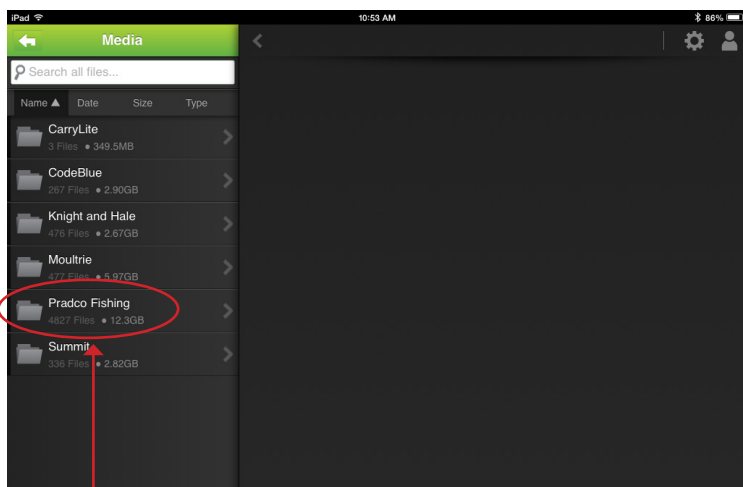 iPad 10:53 AM 86%
Media
Search all files...
Name ▲ Date Size Type
CarryLite
3 Files • 349.5MB
CodeBlue
267 Files • 2.90GB
Knight and Hale
476 Files • 2.67GB
Moultrie
477 Files • 5.97GB
Pradco Fishing
4827 Files • 12.3GB
Summit
336 Files • 2.82GB